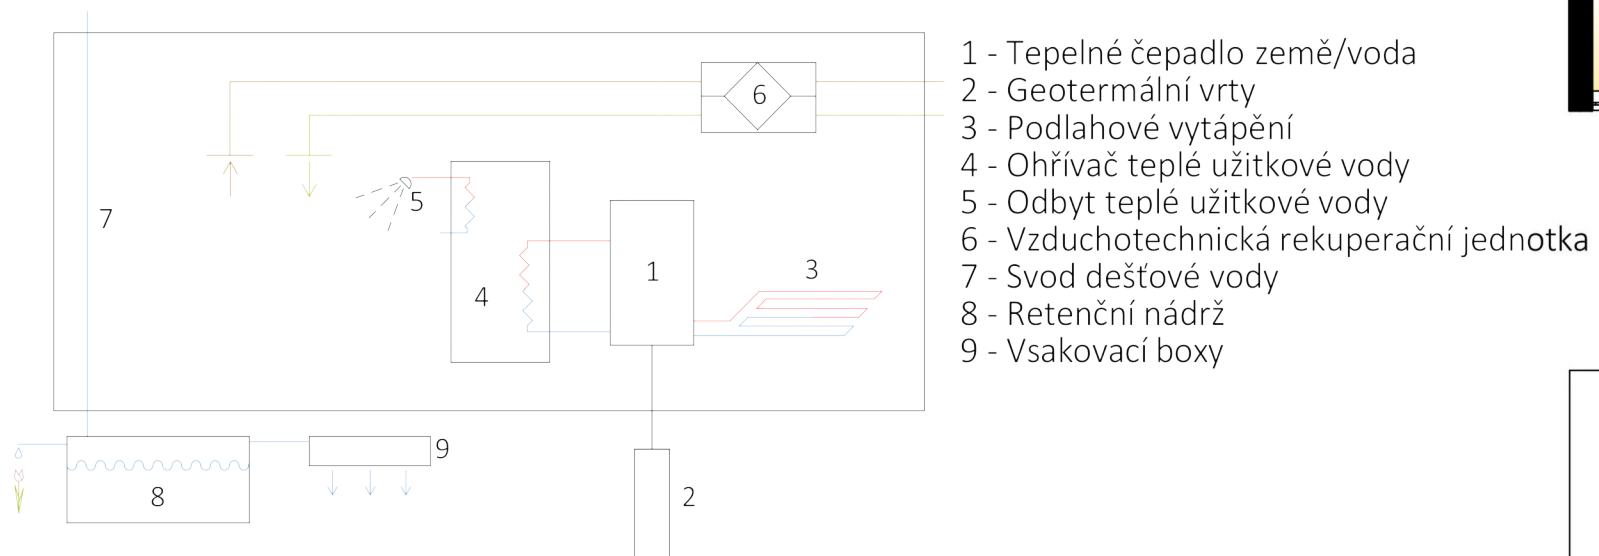 6
5
7
4
1
3
9
8
2
1 - Tepelné čepadlo země/voda
2 - Geotermální vrty
3 - Podlahové vytápění
4 - Ohřívač teplé užitkové vody
5 - Odbyt teplé užitkové vody
6 - Vzduchotechnická rekuperační jednotka
7 - Svod dešťové vody
8 - Retenční nádrž
9 - Vsakovací boxy